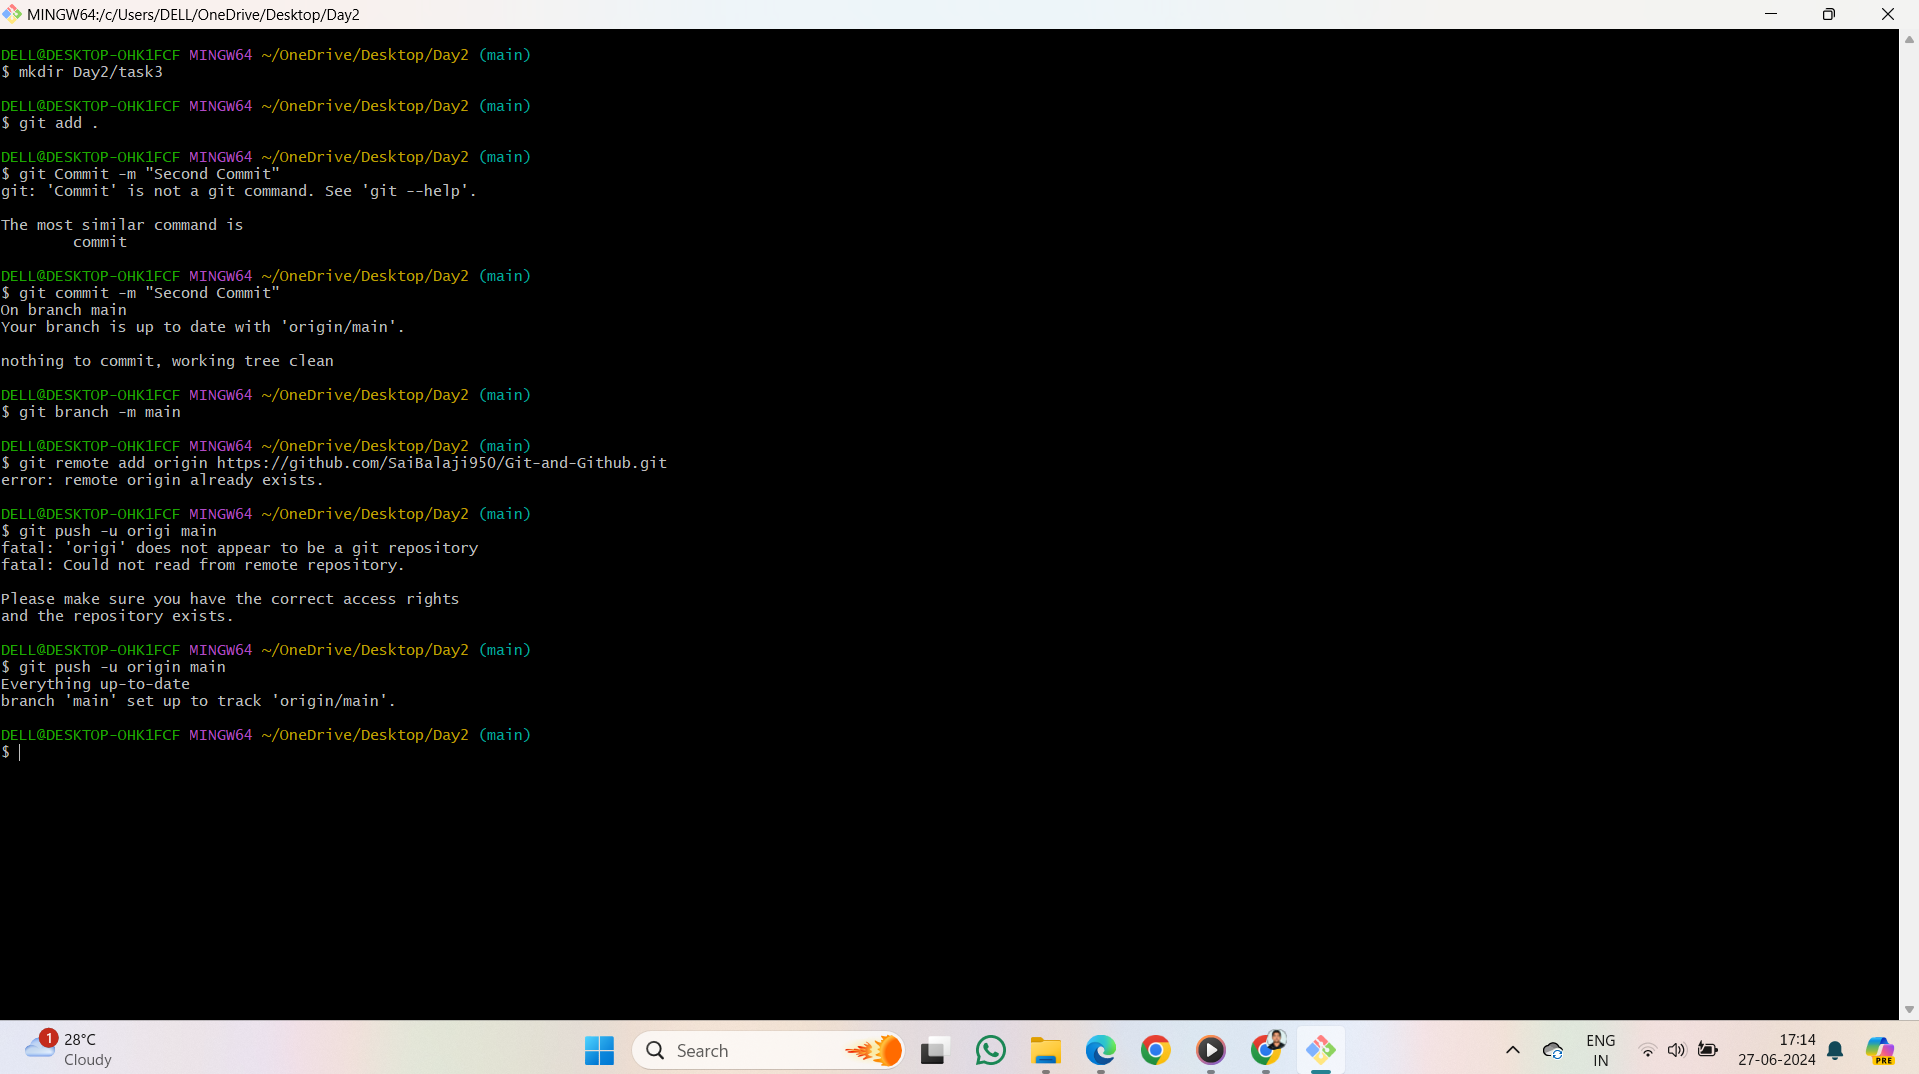 MINGW64:/c/Users/DELL/OneDrive/Desktop/Day2
DELL@DESKTOP-OHK1FCF MINGW64 ~/OneDrive/Desktop/Day2 (main)
$ mkdir Day2/task3
DELL@DESKTOP-OHK1FCF MINGW64 ~/OneDrive/Desktop/Day2 (main)
$ git add .
DELL@DESKTOP-OHK1FCF MINGW64 ~/OneDrive/Desktop/Day2 (main)
$ git Commit -m "Second Commit"
git: 'Commit' is not a git command. See 'git --help'.
The most similar command is
commit
DELL@DESKTOP-OHK1FCF MINGW64 ~/OneDrive/Desktop/Day2 (main)
$ git commit -m "Second Commit"
On branch main
Your branch is up to date with 'origin/main'.
nothing to commit, working tree clean
DELL@DESKTOP-OHK1FCF MINGW64 ~/OneDrive/Desktop/Day2 (main)
$ git branch -m main
DELL@DESKTOP-OHK1FCF MINGW64 ~/OneDrive/Desktop/Day2 (main)
$ git remote add origin https://github.com/SaiBalaji950/Git-and-Github.git
error: remote origin already exists.
DELL@DESKTOP-OHK1FCF MINGW64 ~/OneDrive/Desktop/Day2 (main)
$ git push -u origi main
fatal: 'origi' does not appear to be a git repository
fatal: Could not read from remote repository.
Please make sure you have the correct access rights
and the repository exists.
DELL@DESKTOP-OHK1FCF MINGW64 ~/OneDrive/Desktop/Day2 (main)
$ git push -u origin main
Everything up-to-date
branch 'main' set up to track 'origin/main'.
DELL@DESKTOP-OHK1FCF MINGW64 ~/OneDrive/Desktop/Day2 (main)
$
1
28°C
Cloudy
Search
ENG
IN
17:14
27-06-2024
PRE